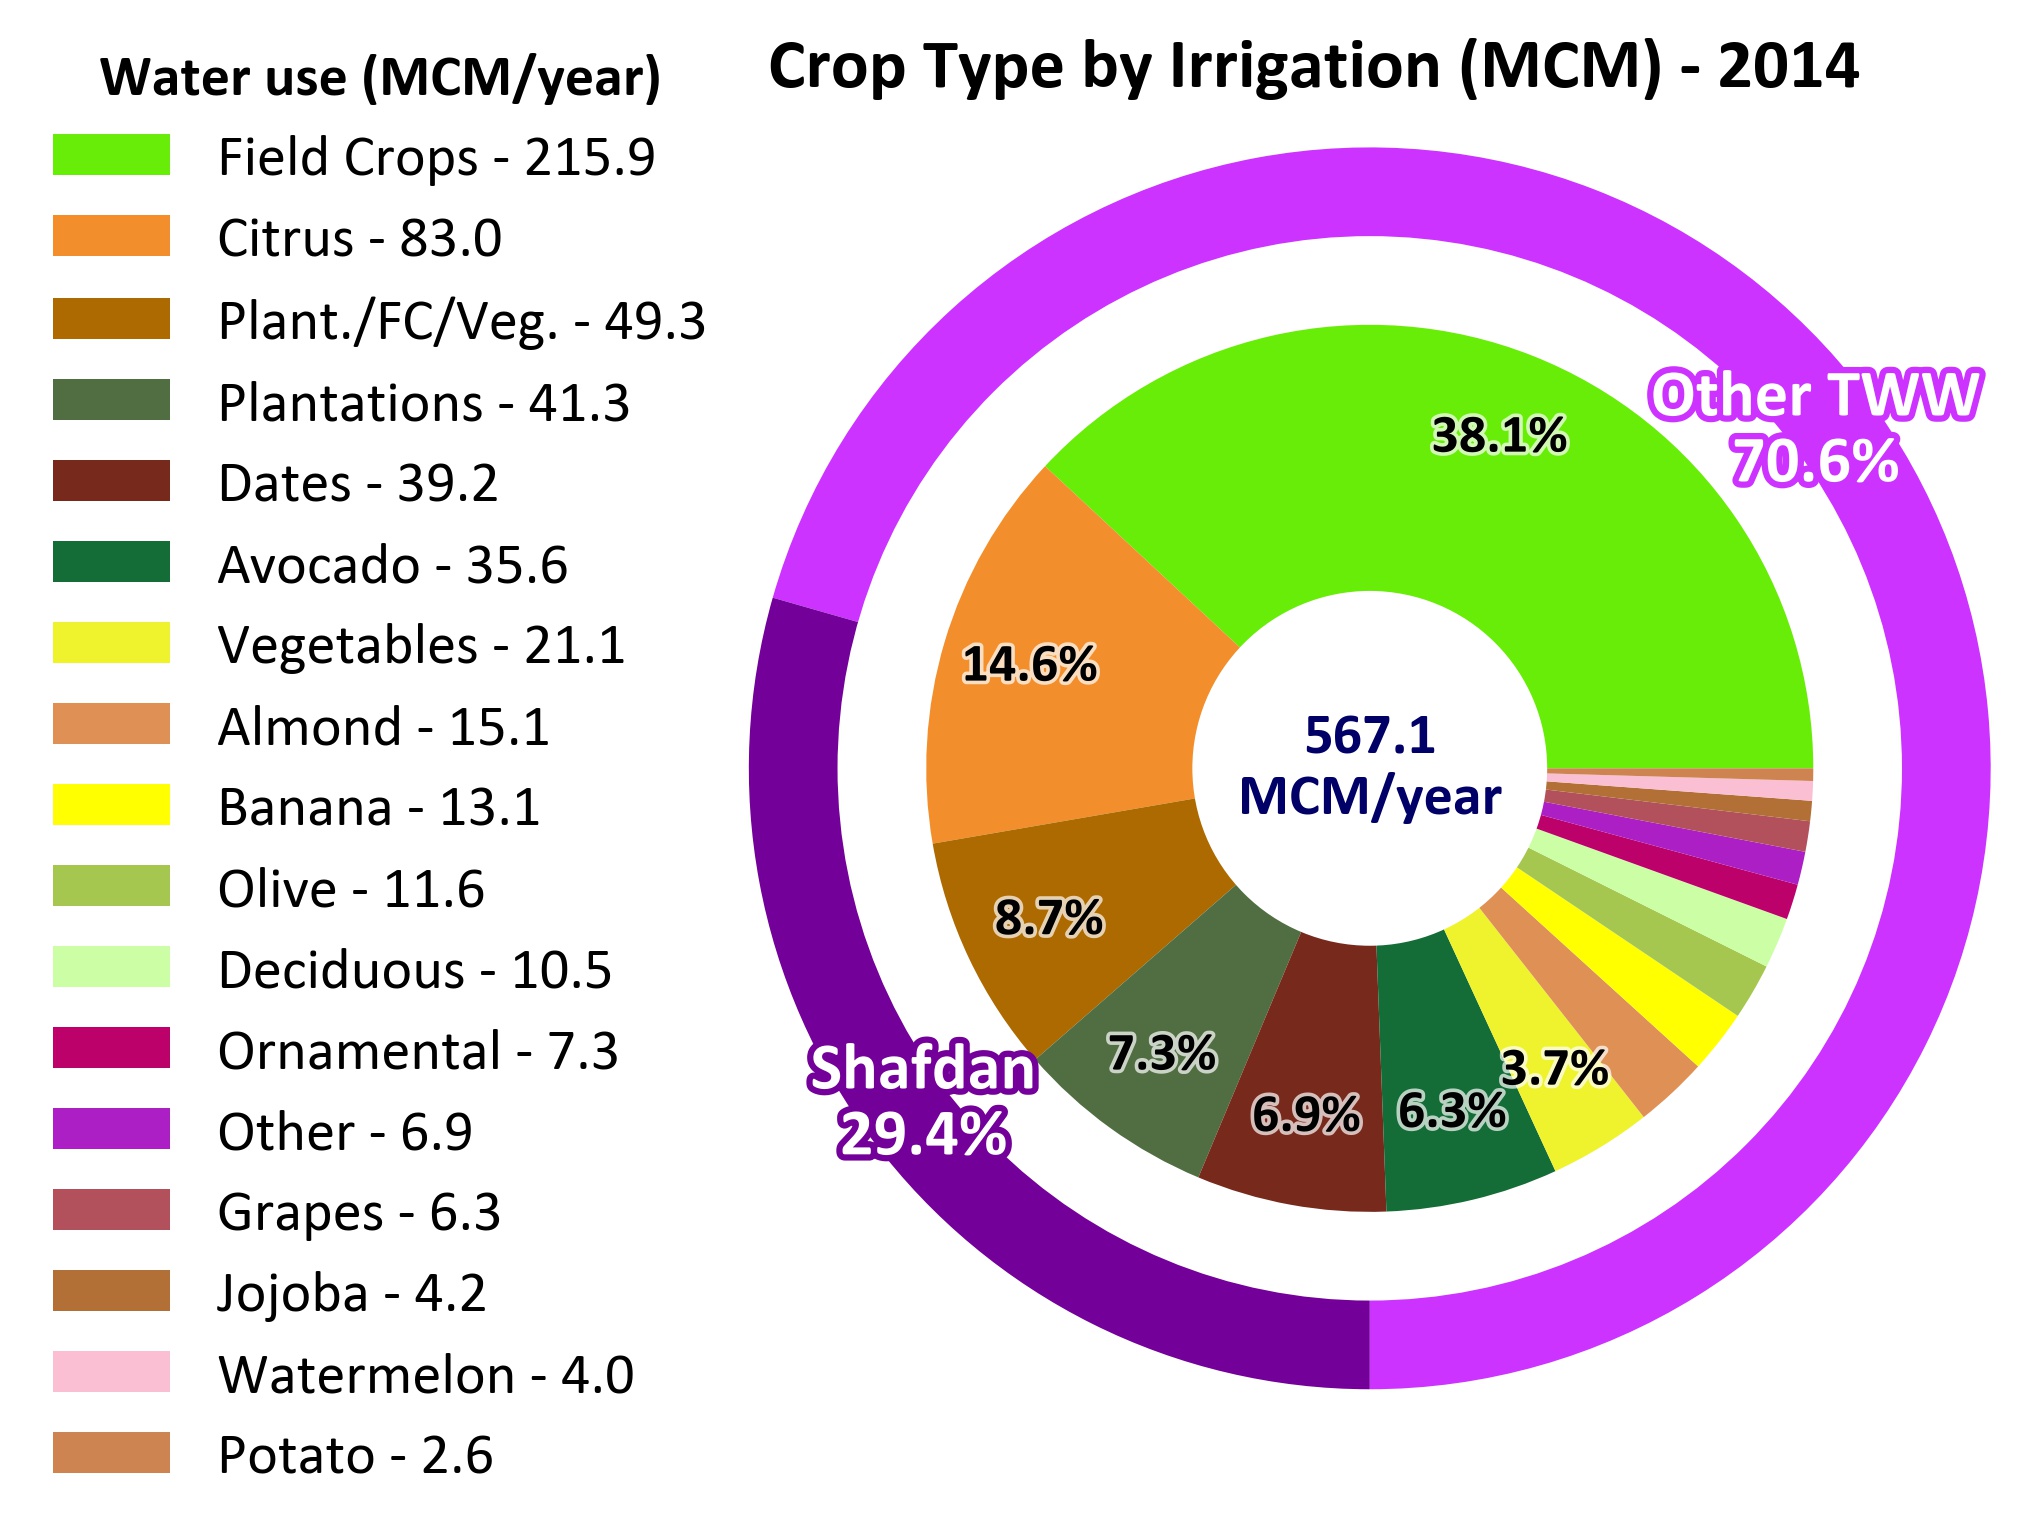 Water use (MCM/year)
Field Crops - 215.9
Citrus - 83.0
Plant./FC/Veg. - 49.3
Plantations - 41.3
Dates - 39.2
Avocado - 35.6
Vegetables - 21.1
Almond - 15.1
Banana - 13.1
Olive - 11.6
Deciduous - 10.5
Ornamental - 7.3
Other - 6.9
Grapes - 6.3
Jojoba - 4.2
Watermelon - 4.0
Potato - 2.6
Crop Type by Irrigation (MCM) - 2014
Other TWW
70.6%
38.1%
14.6%
567.1
MCM/year
8.7%
7.3%
6.9%
6.3%
3.7%
Shafdan
29.4%